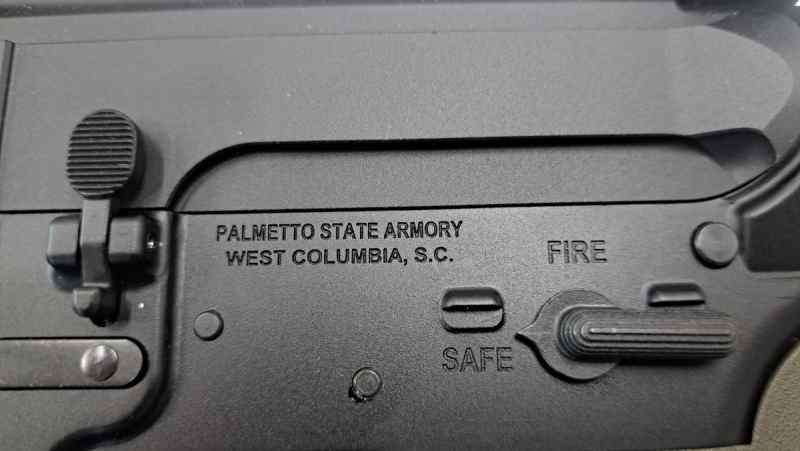 PALMETTO STATE ARMORY
WEST COLUMBIA, S.C.
FIRE
SAFE